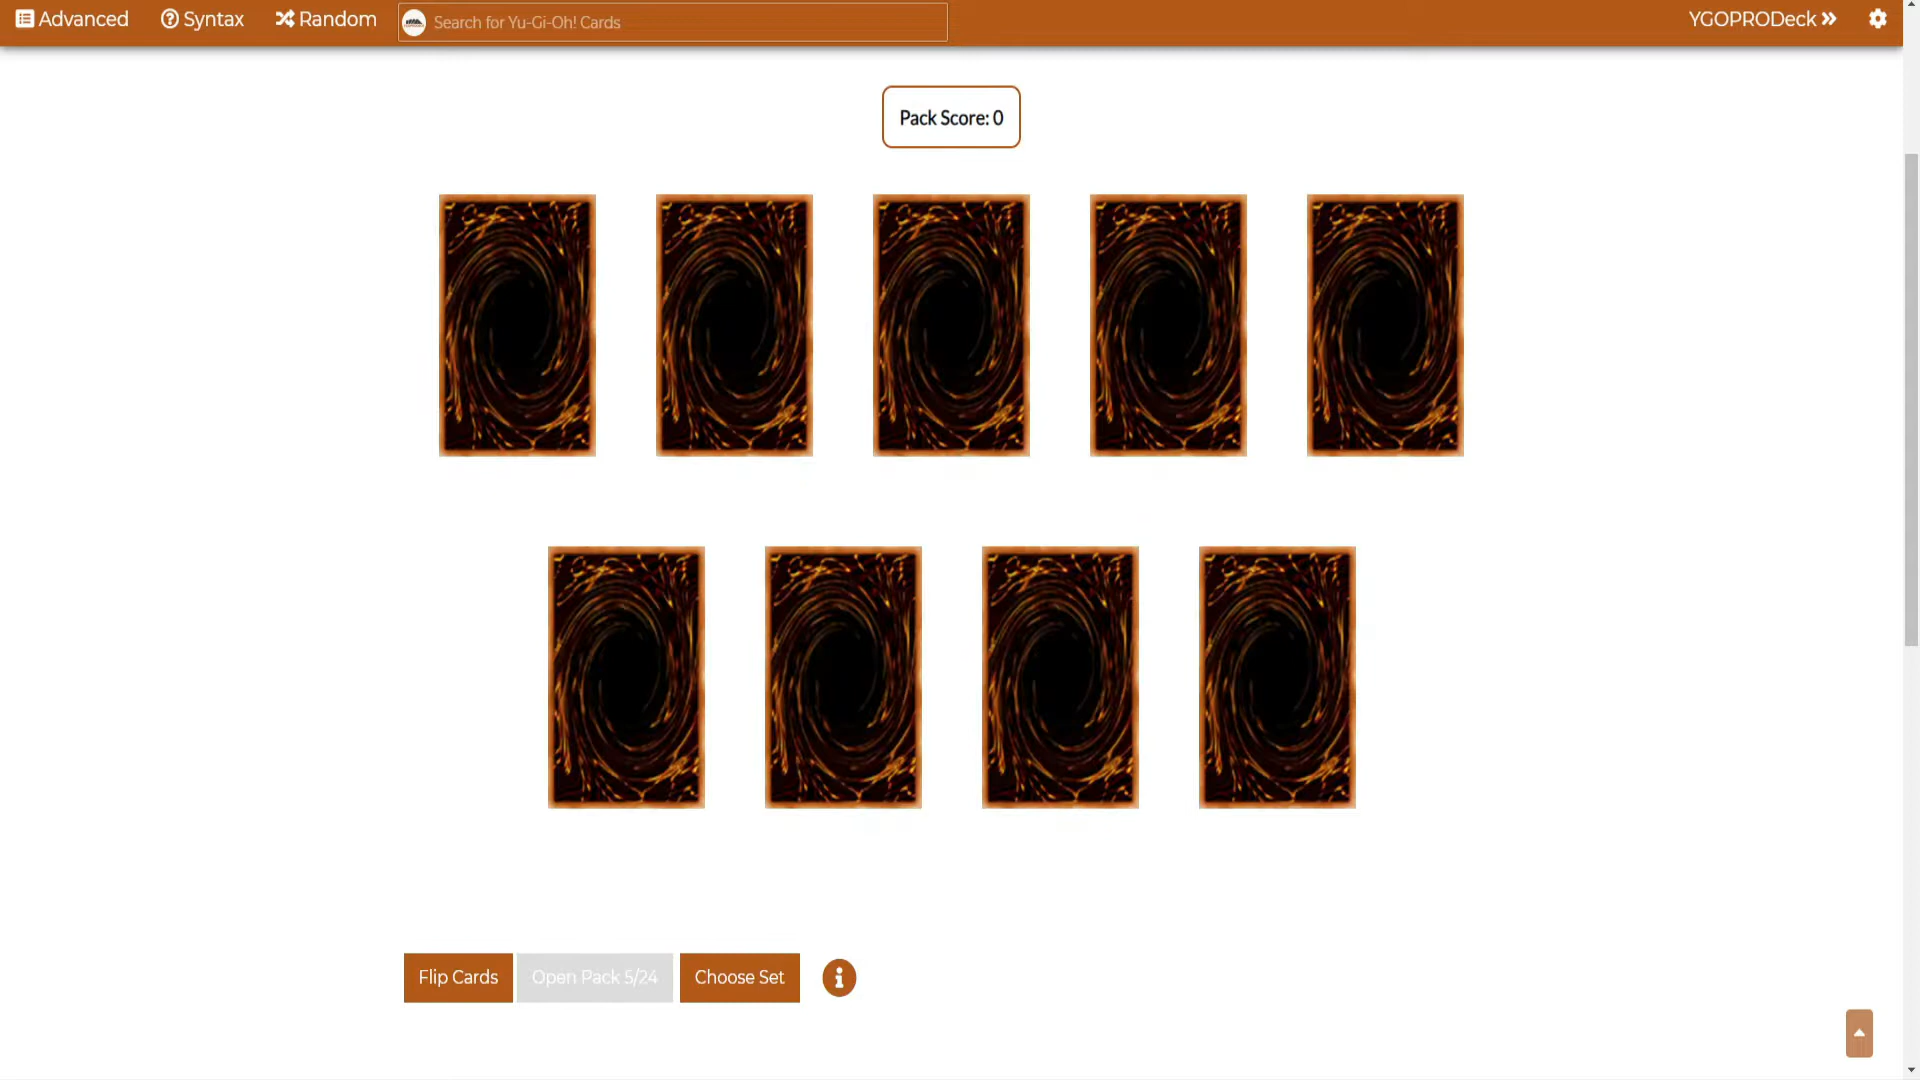 Advanced
Syntax
Random
Search for Yu-Gi-Oh! Cards
YGOPRODeck
Pack Score: 0
Flip Cards
Open Pack 5/24
Choose Set